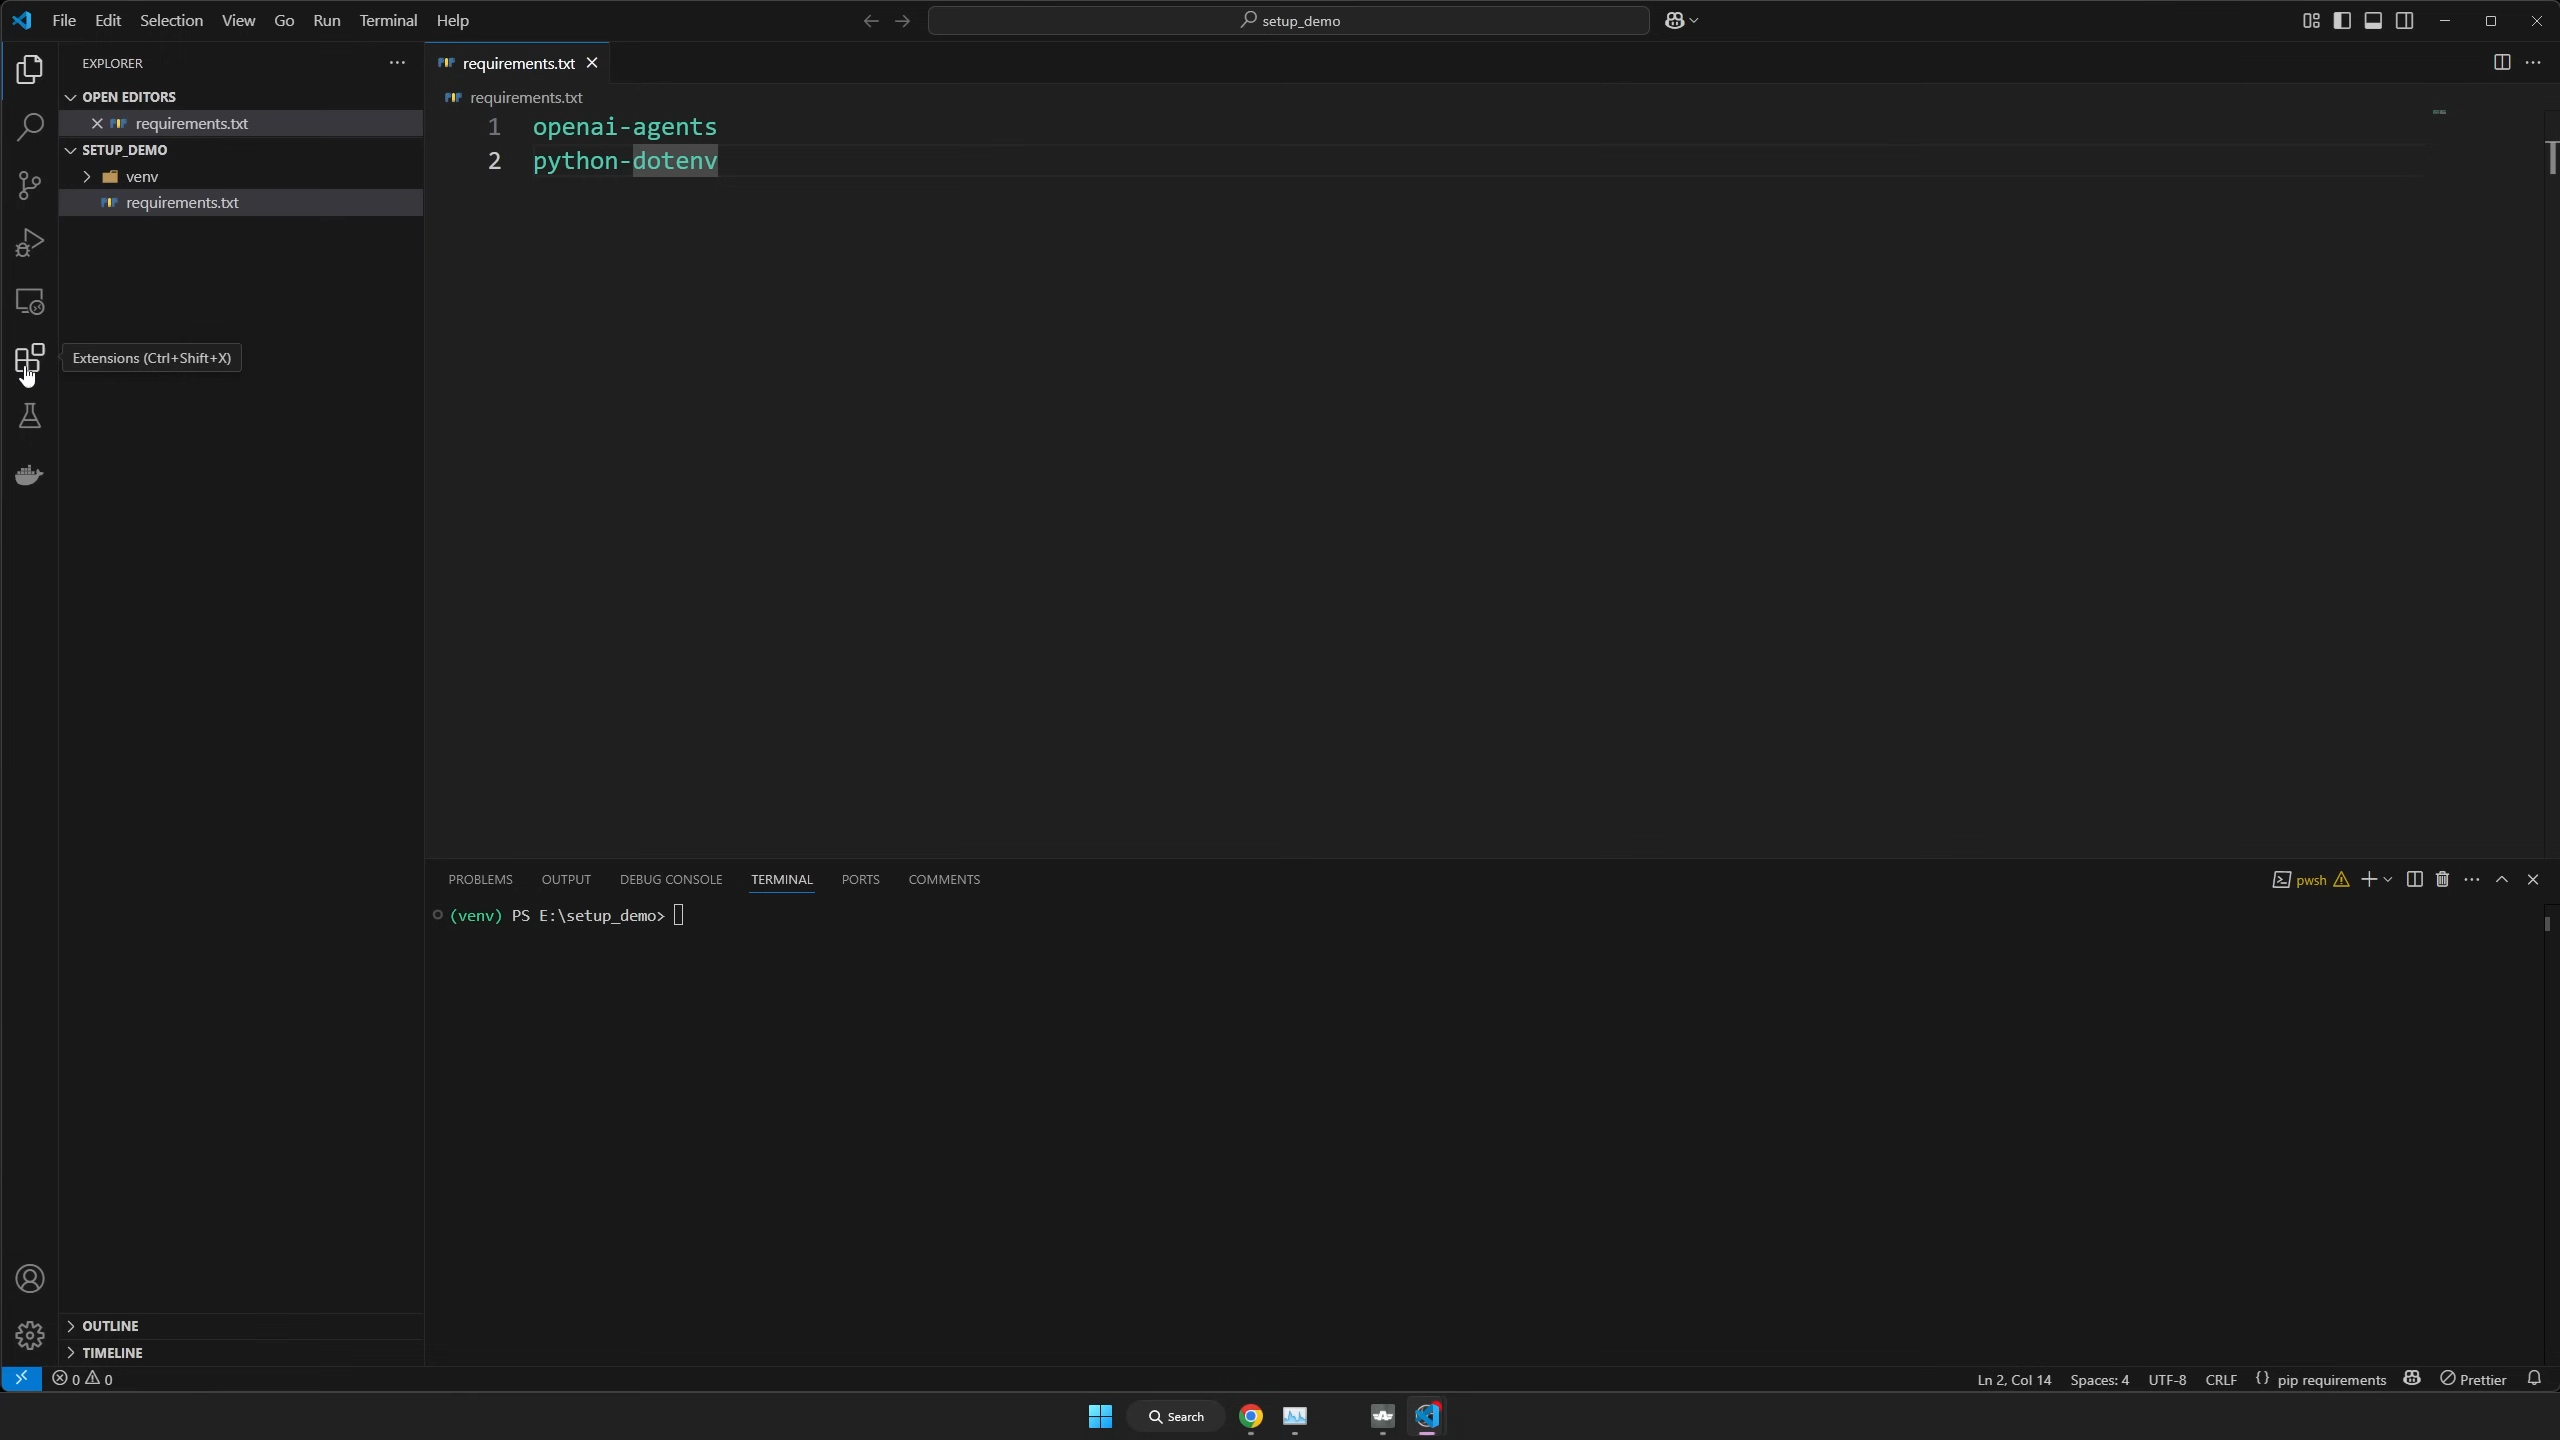 File Edit Selection View Go Run Terminal Help
setup_demo
EXPLORER
OPEN EDITORS
requirements.txt
SETUP_DEMO
venv
requirements.txt
Extensions (Ctrl+Shift+X)
OUTLINE
TIMELINE
requirements.txt
requirements.txt
1 openai-agents
2 python-dotenv
PROBLEMS OUTPUT DEBUG CONSOLE TERMINAL PORTS COMMENTS
pwsh
(venv) PS E:\setup_demo>
0 0
Ln 2, Col 14 Spaces: 4 UTF-8 CRLF {} pip requirements Prettier
Search